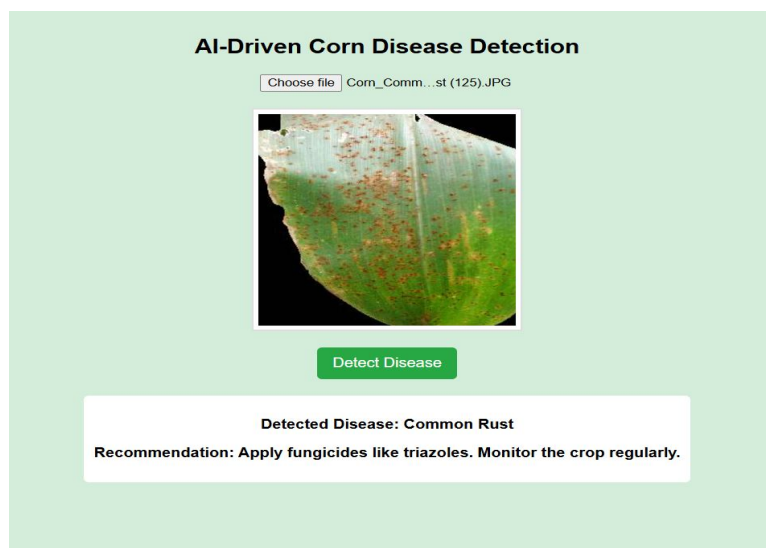 AI-Driven Corn Disease Detection
Choose file Corn_Comm...st (125).JPG
Detect Disease
Detected Disease: Common Rust
Recommendation: Apply fungicides like triazoles. Monitor the crop regularly.